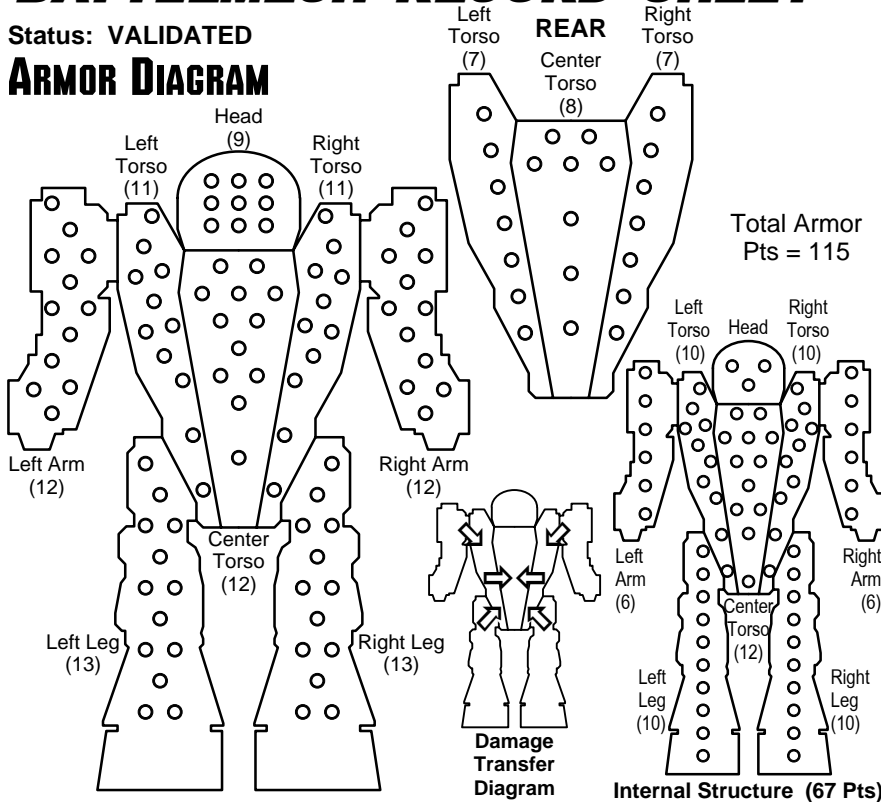 BATTLEMECH RECORD SHEET
Status: VALIDATED
ARMOR DIAGRAM
Head
(9)
Left
Torso
(11)
Right
Torso
(11)
Left Arm
(12)
Right Arm
(12)
Center
Torso
(12)
Left Leg
(13)
Right Leg
(13)
REAR
Left
Torso
(7)
Center
Torso
(8)
Right
Torso
(7)
Total Armor
Pts = 115
Damage
Transfer
Diagram
Left
Torso
(10)
Head
Right
Torso
(10)
Left
Arm
(6)
Right
Arm
(6)
Center
Torso
(12)
Left
Leg
(10)
Right
Leg
(10)
Internal Structure (67 Pts)